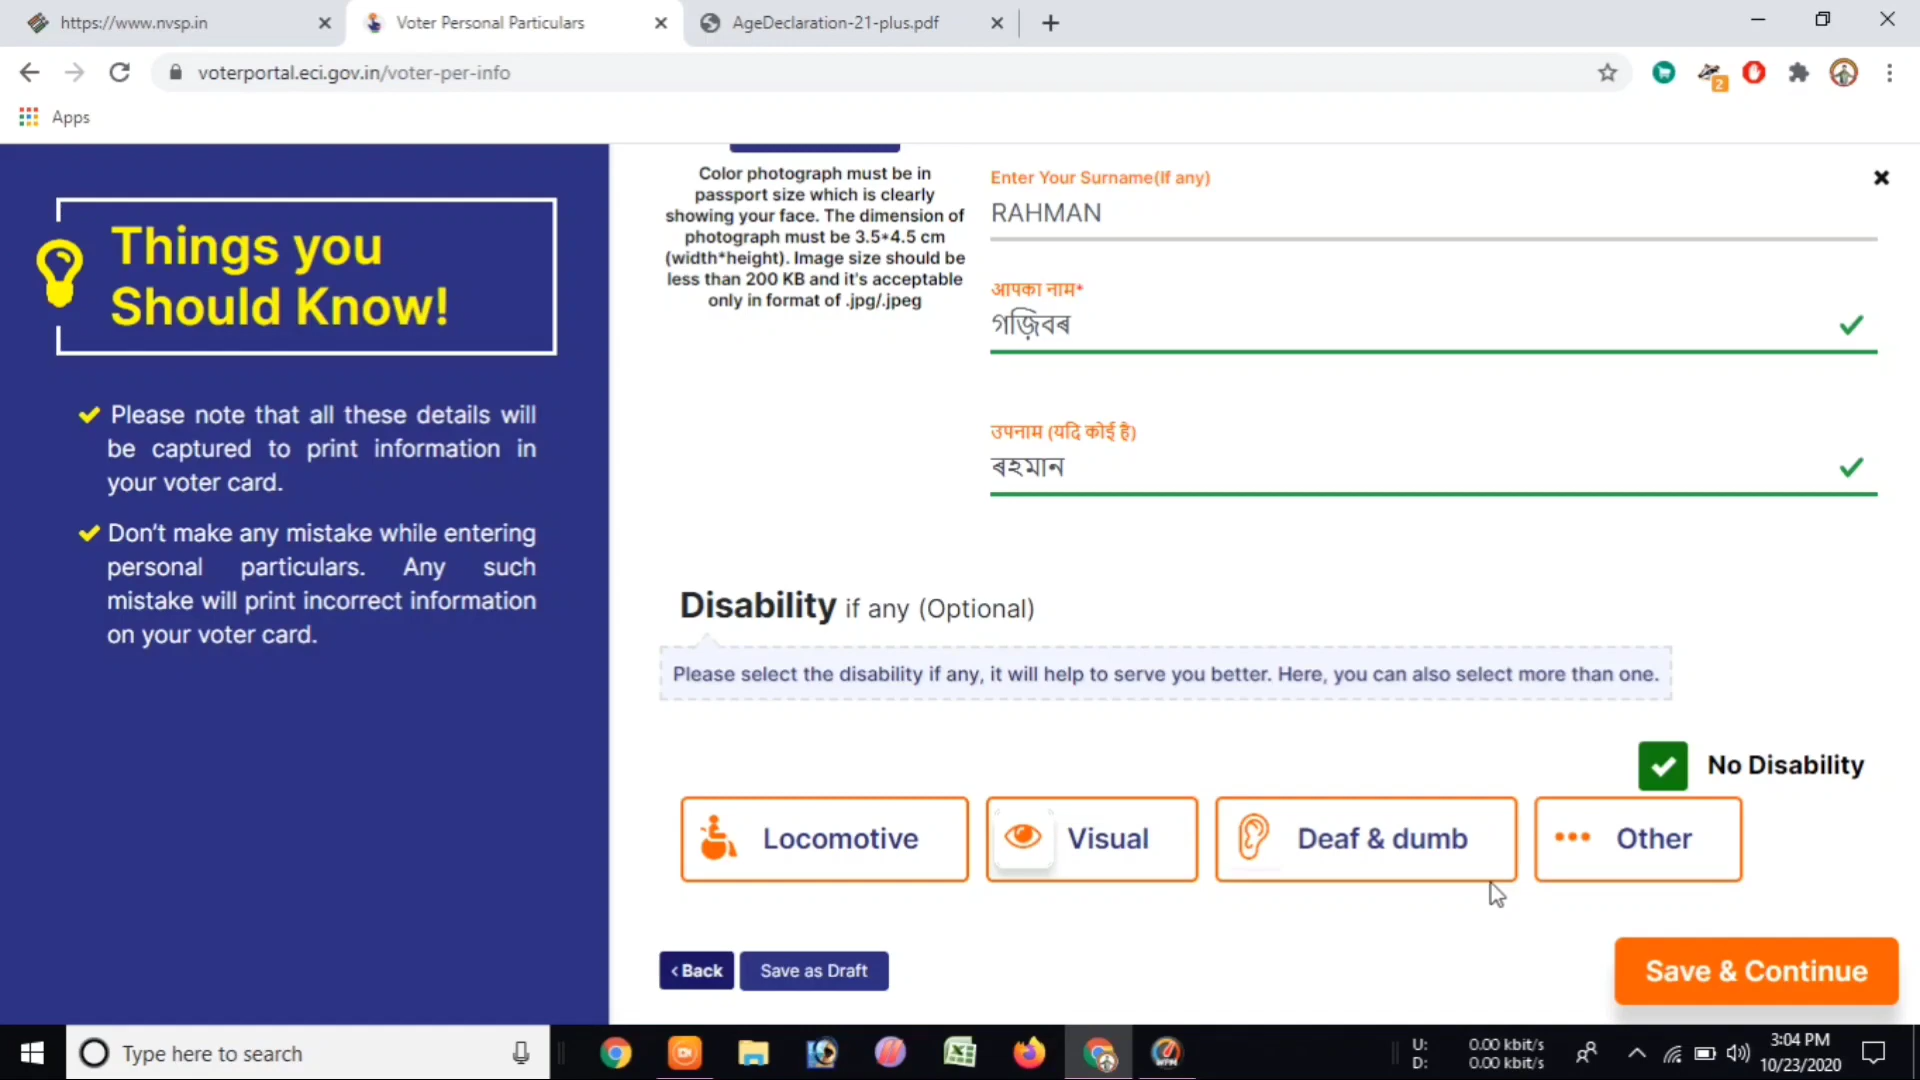 https://www.nvsp.in
Voter Personal Particulars
AgeDeclaration-21-plus.pdf
voterportal.eci.gov.in/voter-per-info
2
Apps
Things you
Should Know!
Please note that all these details will
be captured to print information in
your voter card.
Don't make any mistake while entering
personal particulars. Any such
mistake will print incorrect information
on your voter card.
Color photograph must be in
passport size which is clearly
showing your face. The dimension of
photograph must be 3.5*4.5 cm
(width*height). Image size should be
less than 200 KB and it's acceptable
only in format of .jpg/.jpeg
Enter Your Surname(If any)
RAHMAN
आपका नाम*
গজ়িবৰ
उपनाम (यदि कोई है)
ৰহমান
Disability if any (Optional)
Please select the disability if any, it will help to serve you better. Here, you can also select more than one.
No Disability
Locomotive
Visual
Deaf & dumb
Other
‹ Back
Save as Draft
Save & Continue
Type here to search
U: 0.00 kbit/s
D: 0.00 kbit/s
3:04 PM
10/23/2020